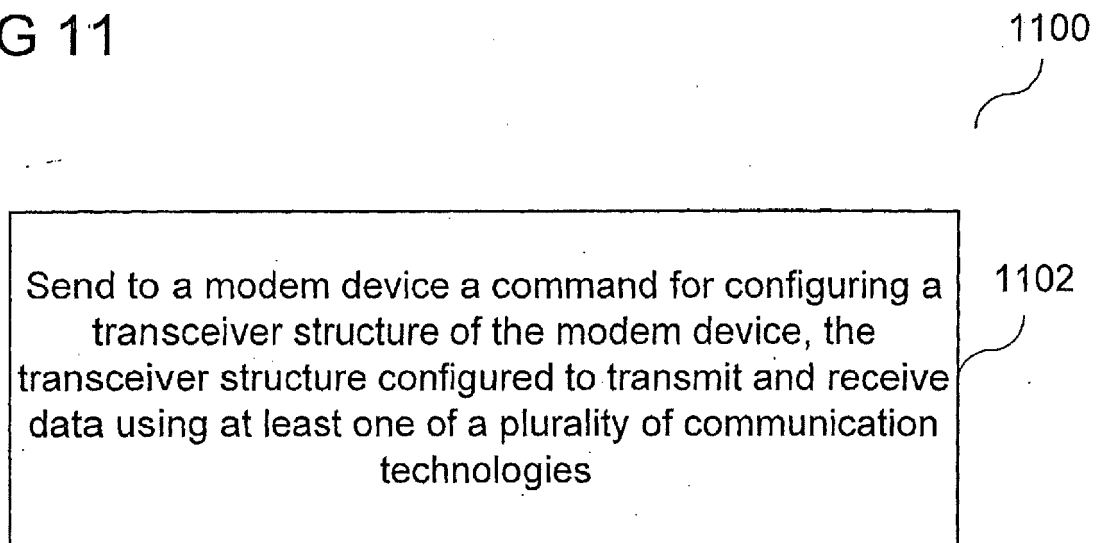 G 11
1100
Send to a modem device a command for configuring a
transceiver structure of the modem device, the
transceiver structure configured to transmit and receive
data using at least one of a plurality of communication
technologies
1102